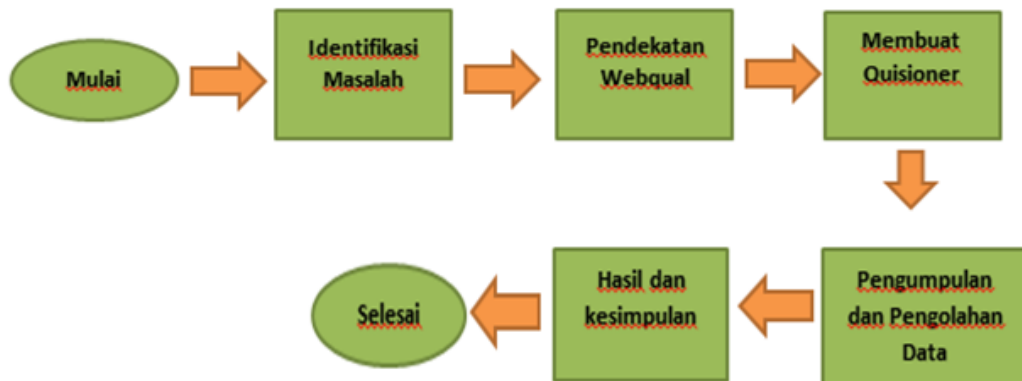 Mulai
Identifikasi
Masalah
Pendekatan
Webqual
Membuat
Quisioner
Pengumpulan
dan Pengolahan
Data
Hasil dan
kesimpulan
Selesai